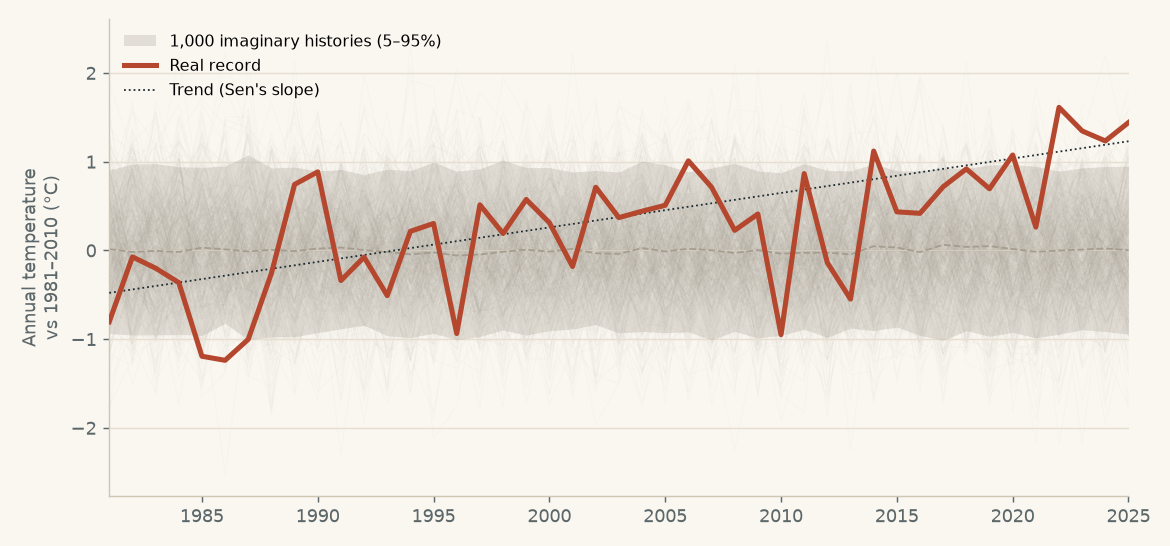 1,000 imaginary histories (5–95%)
Real record
Trend (Sen's slope)
Annual temperature
vs 1981–2010 (°C)
2
1
0
−1
−2
1985
1990
1995
2000
2005
2010
2015
2020
2025